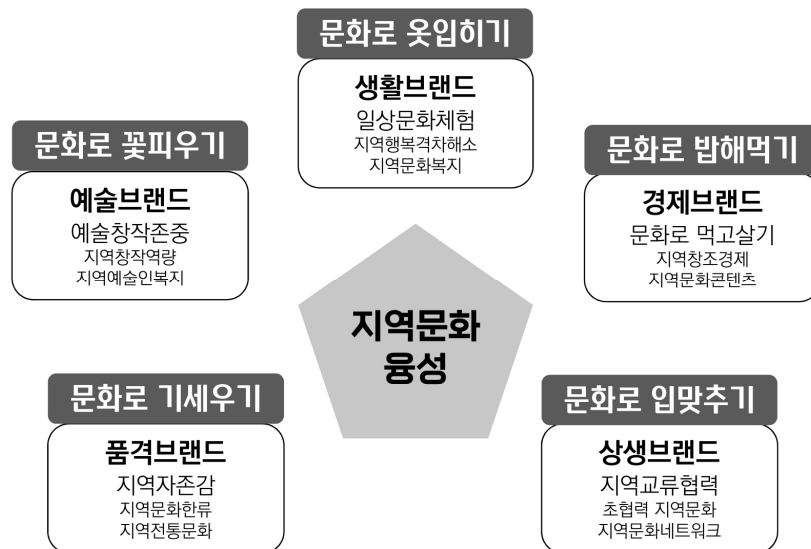 문화로 옷입히기
생활브랜드
일상문화체험
지역행복격차해소
지역문화복지
문화로 꽃피우기
예술브랜드
예술창작존중
지역창작역량
지역예술인복지
문화로 밥해먹기
경제브랜드
문화로 먹고살기
지역창조경제
지역문화콘텐츠
지역문화
융성
문화로 기세우기
품격브랜드
지역자존감
지역문화한류
지역전통문화
문화로 입맞추기
상생브랜드
지역교류협력
초협력 지역문화
지역문화네트워크